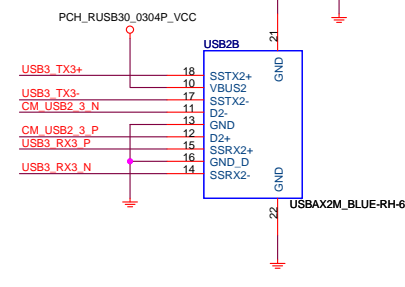 PCH_RUSB30_0304P_VCC
21
USB2B
USB3_TX3+ 18 SSTX2+ GND
10 VBUS2
USB3_TX3- 17 SSTX2-
CM_USB2_3_N 11 D2-
13 GND
CM_USB2_3_P 12 D2+
USB3_RX3_P 15 SSRX2+
16 GND_D
USB3_RX3_N 14 SSRX2- GND
USBAX2M_BLUE-RH-6
22